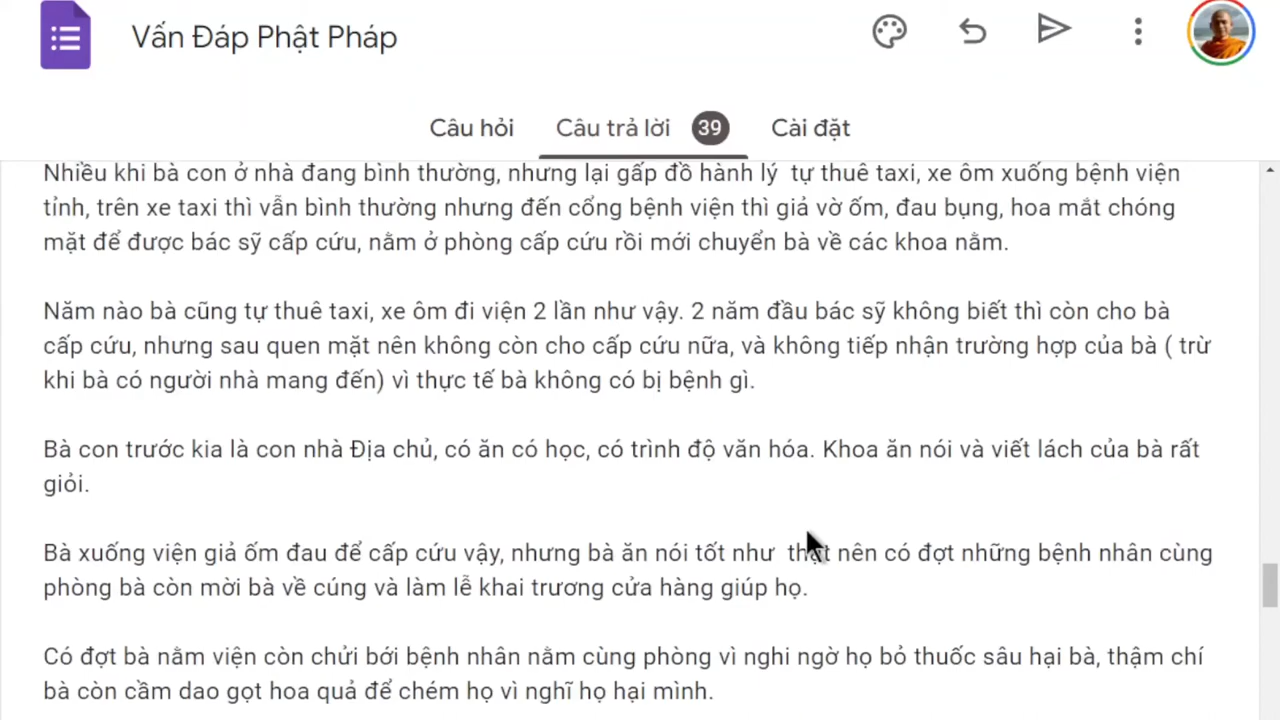 Vấn Đáp Phật Pháp
Câu hỏi Câu trả lời 39 Cài đặt
Nhiều khi bà con ở nhà đang bình thường, nhưng lại gấp đồ hành lý tự thuê taxi, xe ôm xuống bệnh viện
tỉnh, trên xe taxi thì vẫn bình thường nhưng đến cổng bệnh viện thì giả vờ ốm, đau bụng, hoa mắt chóng
mặt để được bác sỹ cấp cứu, nằm ở phòng cấp cứu rồi mới chuyển bà về các khoa nằm.
Năm nào bà cũng tự thuê taxi, xe ôm đi viện 2 lần như vậy. 2 năm đầu bác sỹ không biết thì còn cho bà
cấp cứu, nhưng sau quen mặt nên không còn cho cấp cứu nữa, và không tiếp nhận trường hợp của bà ( trừ
khi bà có người nhà mang đến) vì thực tế bà không có bị bệnh gì.
Bà con trước kia là con nhà Địa chủ, có ăn có học, có trình độ văn hóa. Khoa ăn nói và viết lách của bà rất
giỏi.
Bà xuống viện giả ốm đau để cấp cứu vậy, nhưng bà ăn nói tốt như thật nên có đợt những bệnh nhân cùng
phòng bà còn mời bà về cúng và làm lễ khai trương cửa hàng giúp họ.
Có đợt bà nằm viện còn chửi bới bệnh nhân nằm cùng phòng vì nghi ngờ họ bỏ thuốc sâu hại bà, thậm chí
bà còn cầm dao gọt hoa quả để chém họ vì nghĩ họ hại mình.